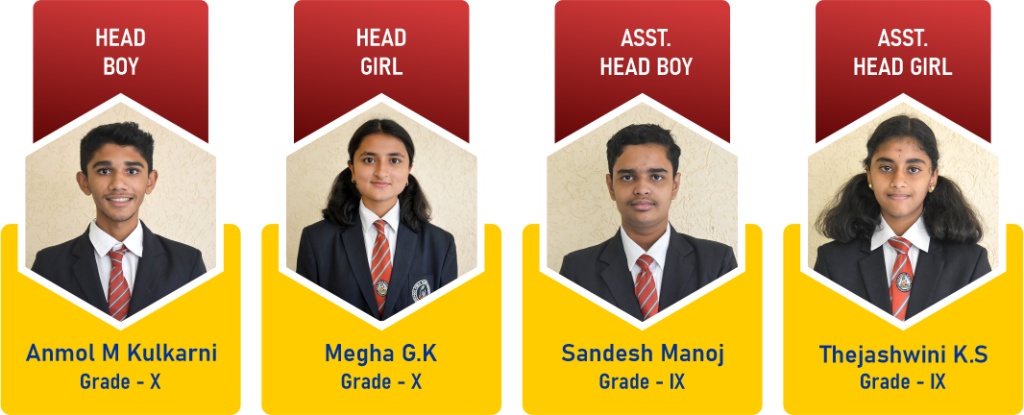 HEAD
BOY
Anmol M Kulkarni
Grade - X
HEAD
GIRL
Megha G.K
Grade - X
ASST.
HEAD BOY
Sandesh Manoj
Grade - IX
ASST.
HEAD GIRL
Thejashwini K.S
Grade - IX